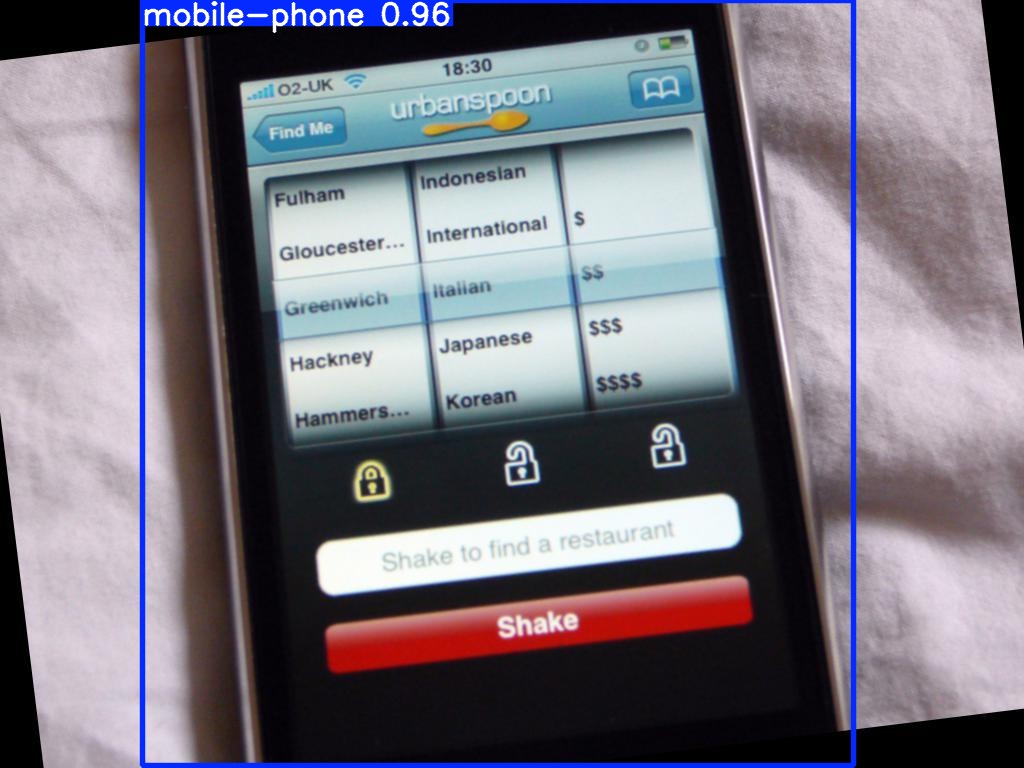 mobile-phone 0.96
O2-UK 18:30
Find Me urbanspoon
Fulham Indonesian
Gloucester... International $
Greenwich Italian $$
Hackney Japanese $$$
Hammers... Korean $$$$
Shake to find a restaurant
Shake